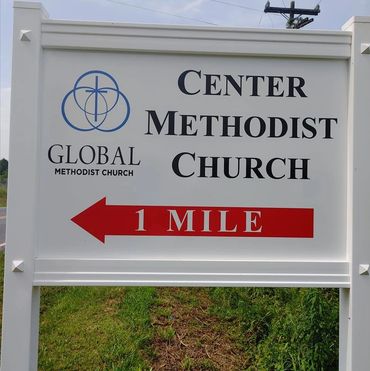 CENTER
METHODIST
CHURCH
GLOBAL
METHODIST CHURCH
1 MILE